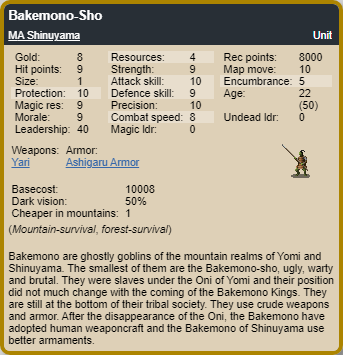 Bakemono-Sho
MA Shinuyama Unit
Gold: 8 Resources: 4 Rec points: 8000
Hit points: 9 Strength: 9 Map move: 10
Size: 1 Attack skill: 10 Encumbrance: 5
Protection: 10 Defence skill: 9 Age: 22
Magic res: 9 Precision: 10 (50)
Morale: 9 Combat speed: 8 Undead ldr: 0
Leadership: 40 Magic ldr: 0
Weapons: Armor:
Yari Ashigaru Armor
Basecost: 10008
Dark vision: 50%
Cheaper in mountains: 1
(Mountain-survival, forest-survival)
Bakemono are ghostly goblins of the mountain realms of Yomi and
Shinuyama. The smallest of them are the Bakemono-sho, ugly, warty
and brutal. They were slaves under the Oni of Yomi and their position
did not much change with the coming of the Bakemono Kings. They
are still at the bottom of their tribal society. They use crude weapons
and armor. After the disappearance of the Oni, the Bakemono have
adopted human weaponcraft and the Bakemono of Shinuyama use
better armaments.